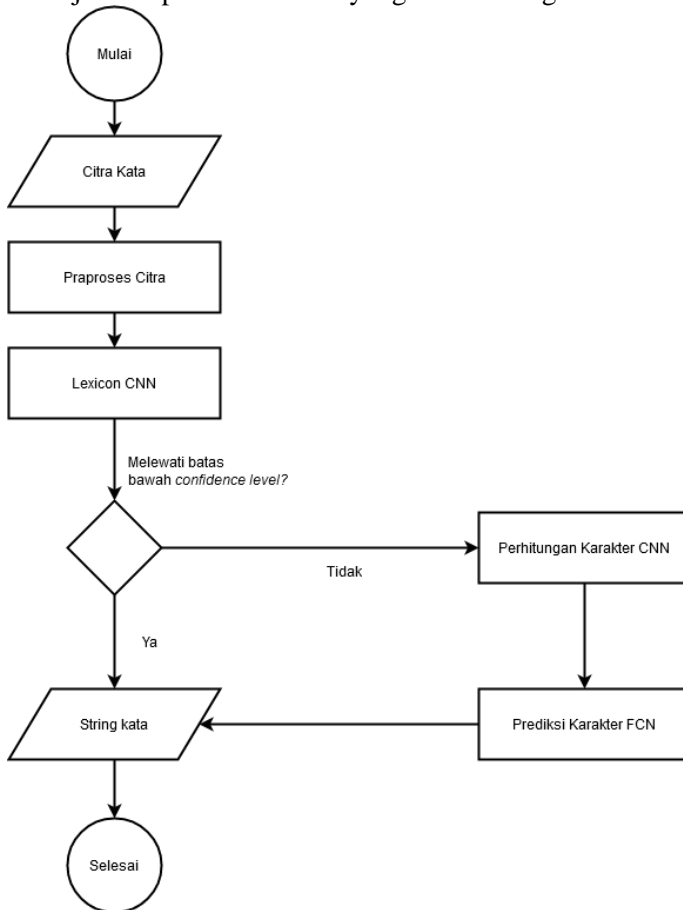 Mulai
Citra Kata
Praproses Citra
Lexicon CNN
Melewati batas
bawah confidence level?
Tidak
Perhitungan Karakter CNN
Ya
String kata
Prediksi Karakter FCN
Selesai